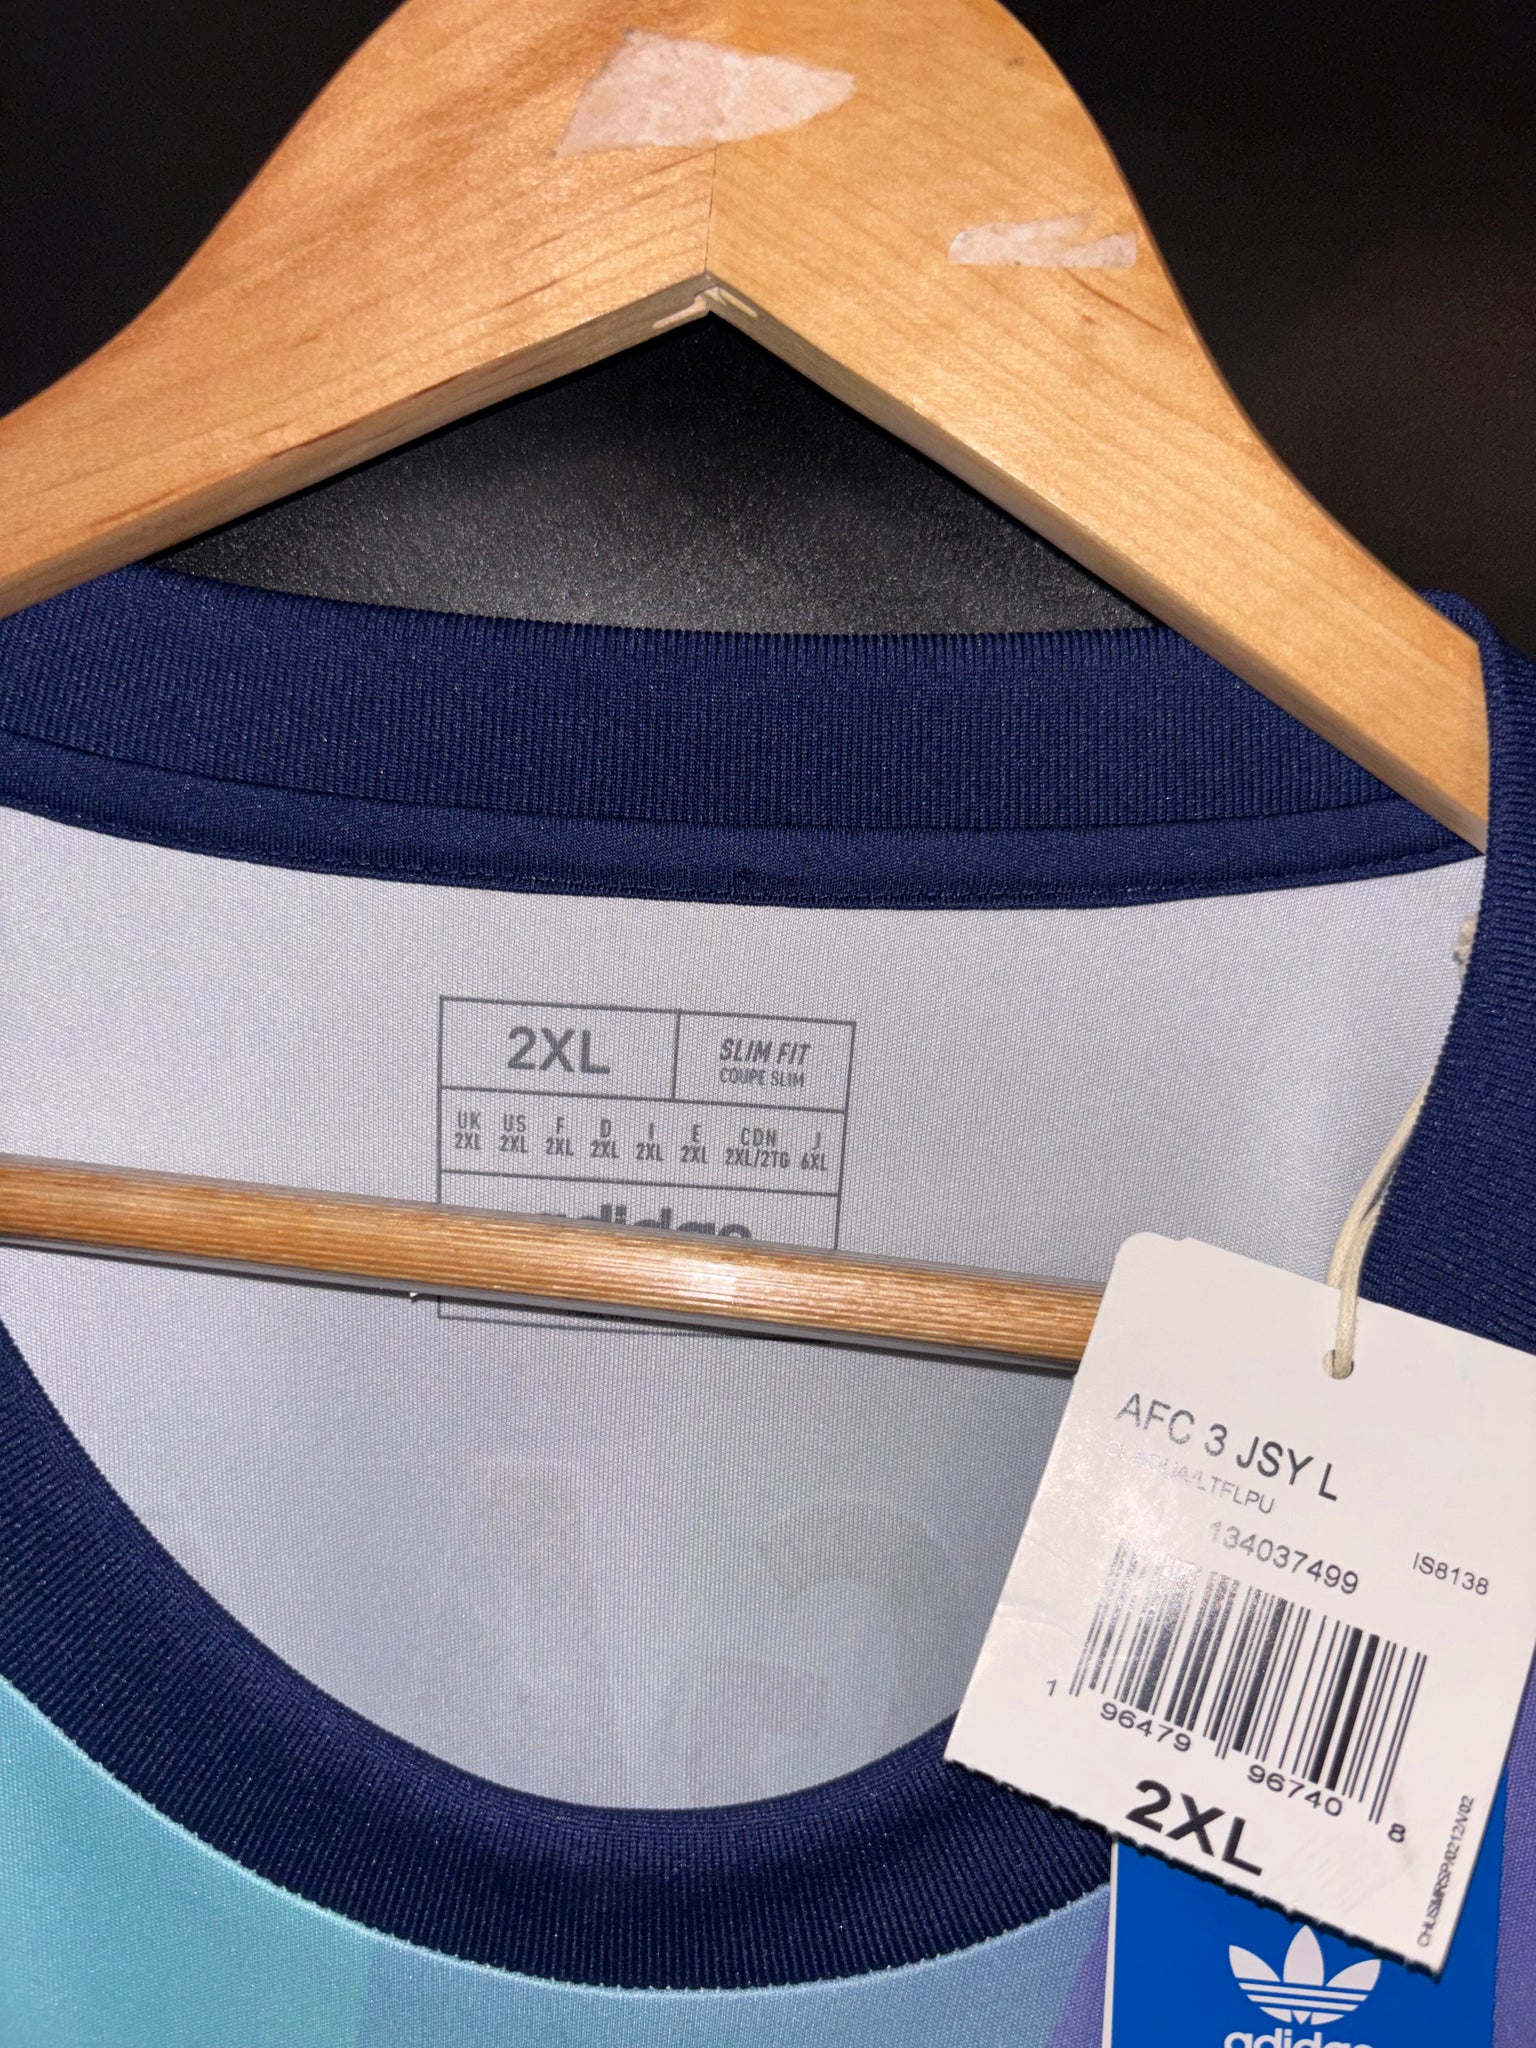 2XL
SLIM FIT
COUPE SLIM
UK US F D I E CDN J
2XL 2XL 2XL 2XL 2XL 2XL 2XL/2TG 6XL
adidas
AFC 3 JSY L
134037499
IS8138
1 96479 96740 8
2XL
adidas